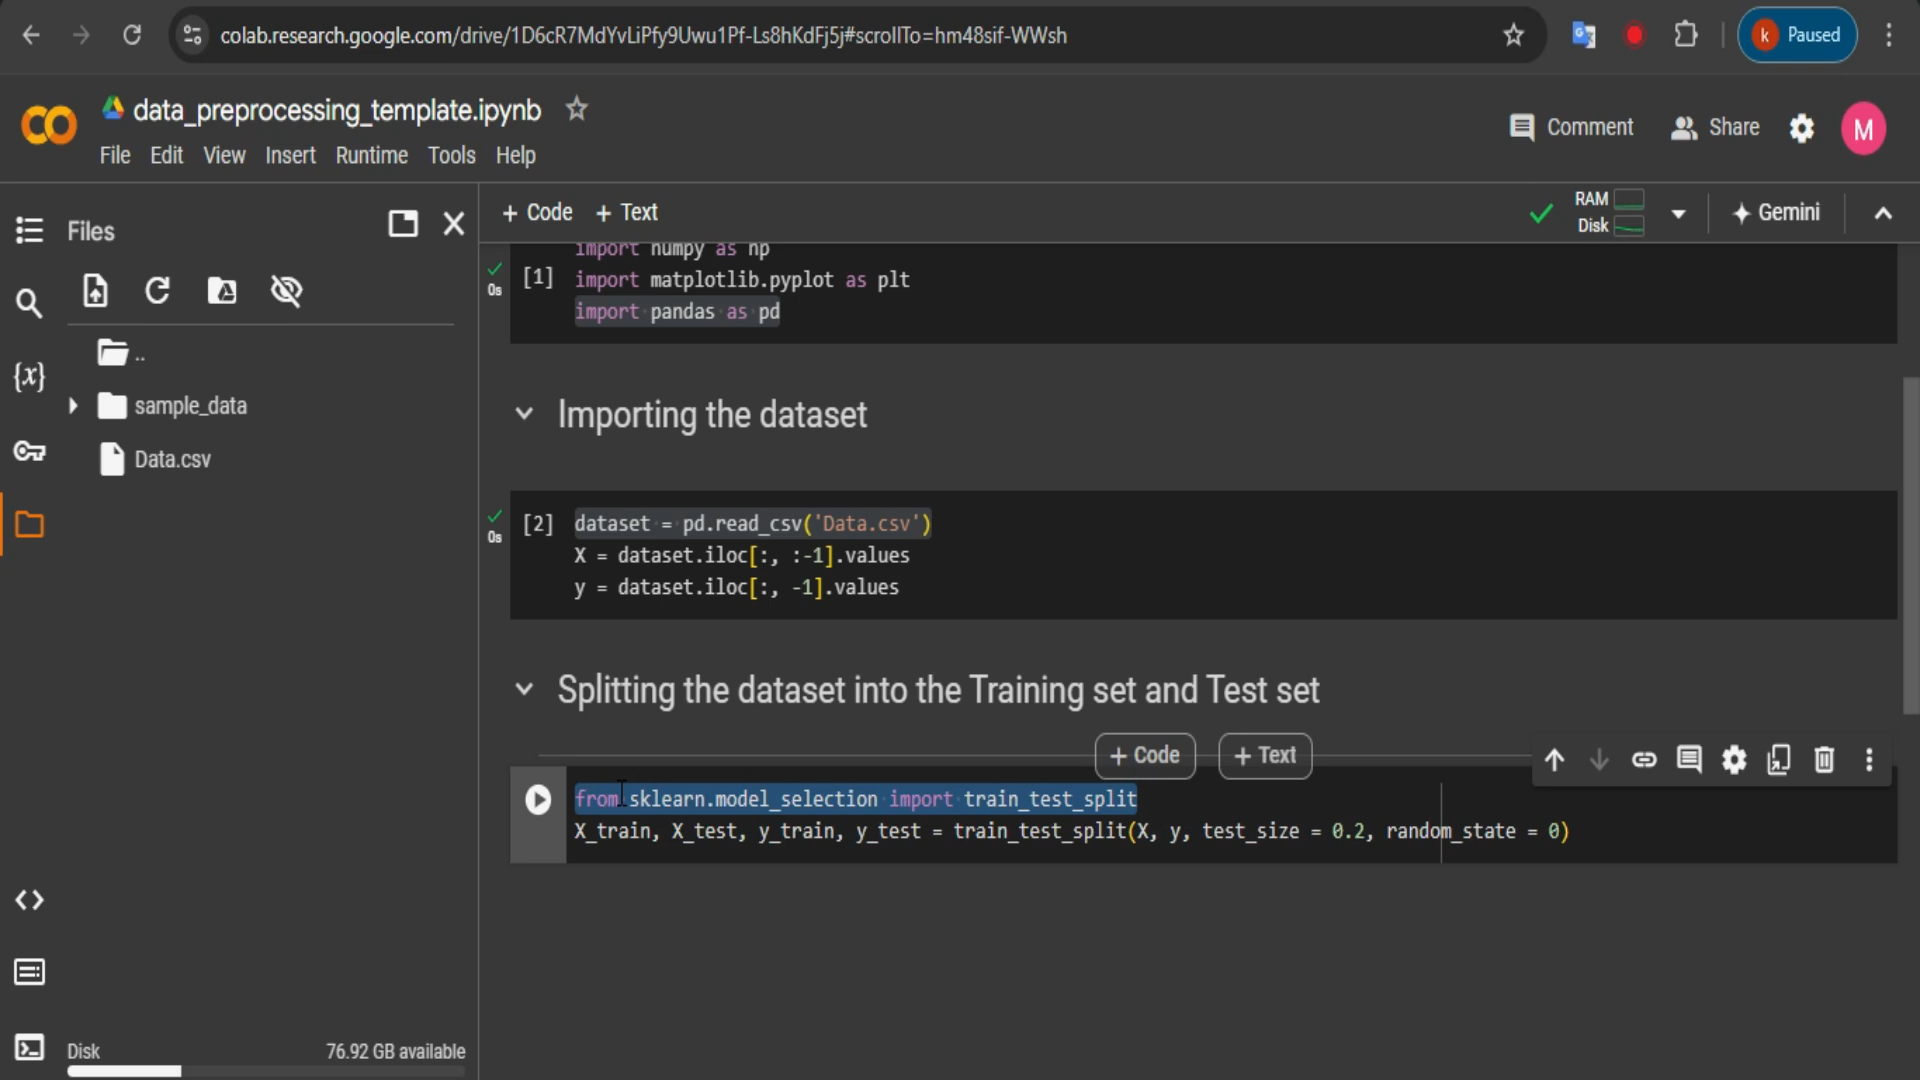 colab.research.google.com/drive/1D6cR7MdYvLiPfy9Uwu1Pf-Ls8hKdFj5j#scrollTo=hm48sif-WWsh
k Paused
data_preprocessing_template.ipynb
Comment Share M
File Edit View Insert Runtime Tools Help
Files
+ Code + Text
RAM
Disk
Gemini
..
sample_data
Data.csv
{x}
import numpy as np
[1] import matplotlib.pyplot as plt
0s
import pandas as pd
Importing the dataset
[2] dataset = pd.read_csv('Data.csv')
0s
X = dataset.iloc[:, :-1].values
y = dataset.iloc[:, -1].values
Splitting the dataset into the Training set and Test set
+ Code + Text
from sklearn.model_selection import train_test_split
X_train, X_test, y_train, y_test = train_test_split(X, y, test_size = 0.2, random_state = 0)
Disk 76.92 GB available